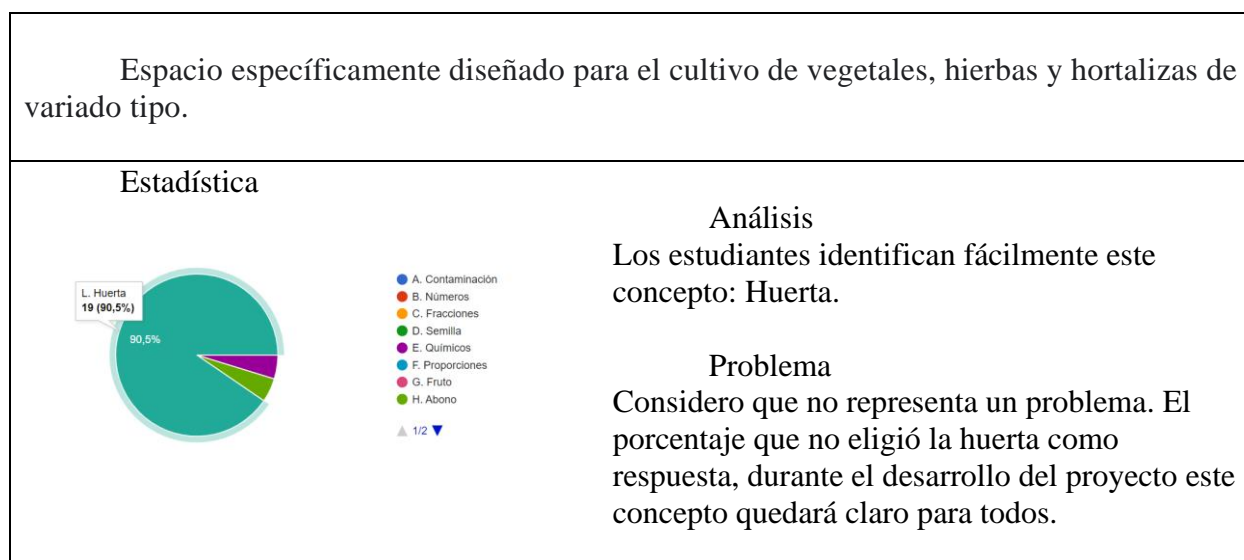 Espacio específicamente diseñado para el cultivo de vegetales, hierbas y hortalizas de
variado tipo.
Estadística
L. Huerta
19 (90,5%)
90,5%
A. Contaminación
B. Números
C. Fracciones
D. Semilla
E. Químicos
F. Proporciones
G. Fruto
H. Abono
1/2
Análisis
Los estudiantes identifican fácilmente este
concepto: Huerta.
Problema
Considero que no representa un problema. El
porcentaje que no eligió la huerta como
respuesta, durante el desarrollo del proyecto este
concepto quedará claro para todos.